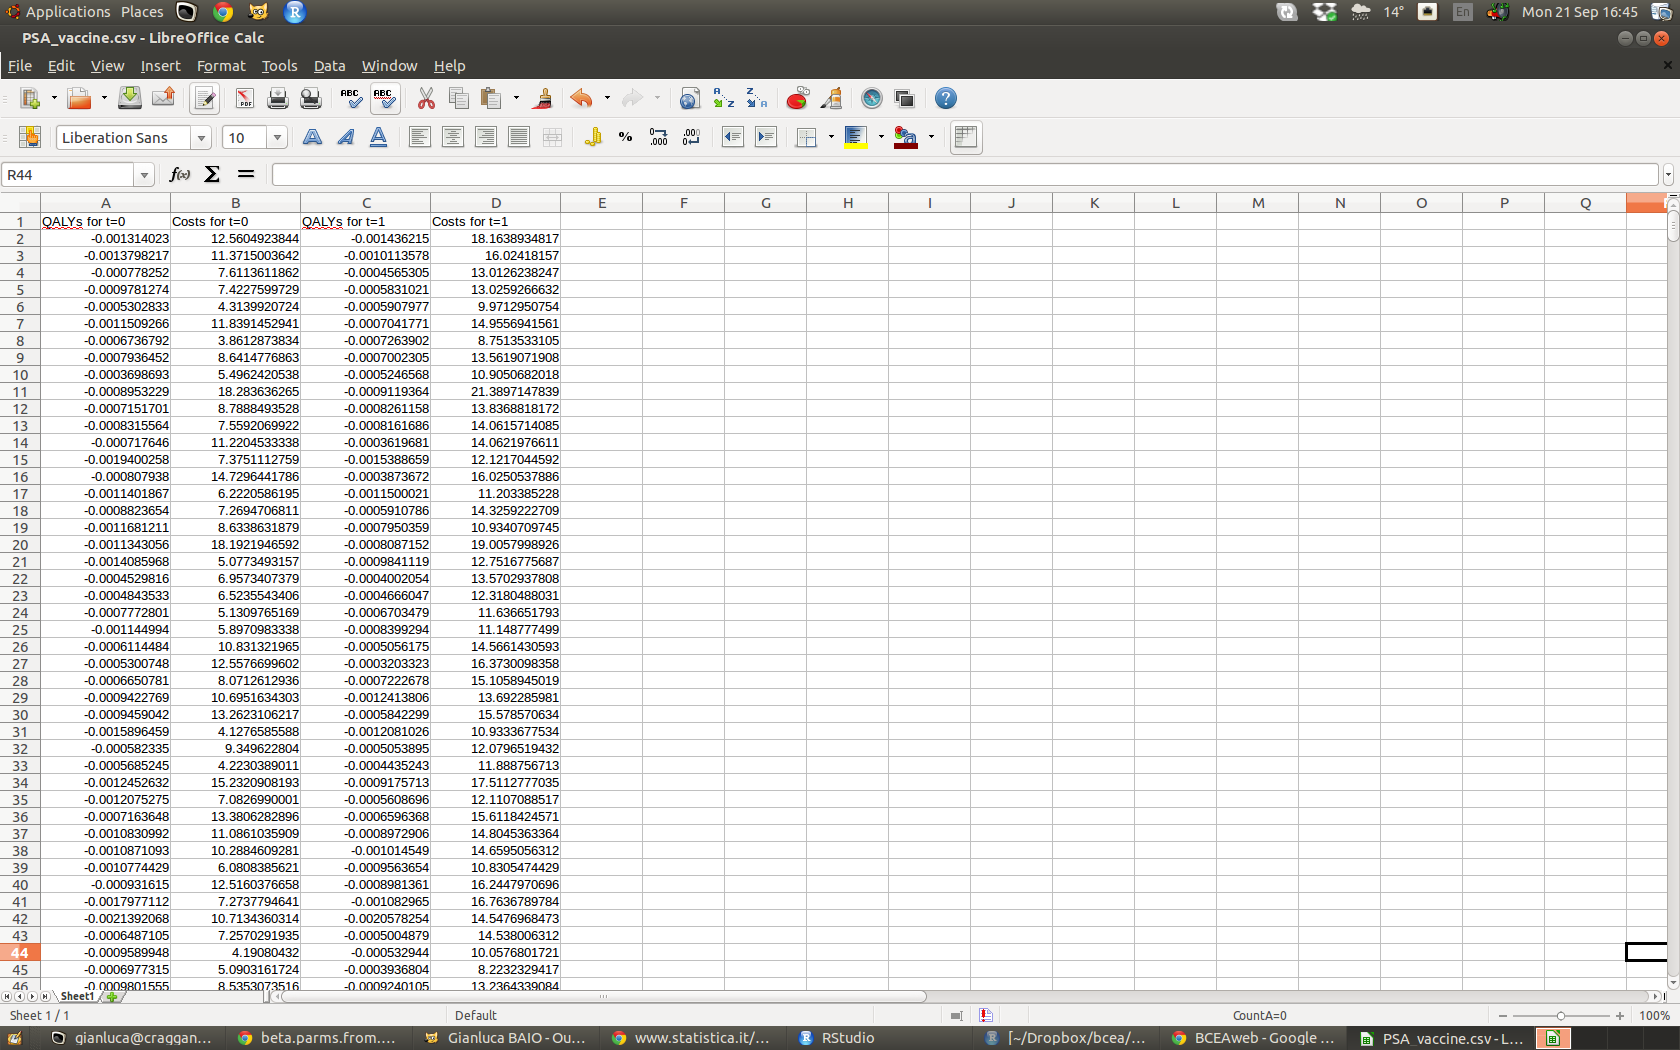 Applications Places 14° En Mon 21 Sep 16:45
PSA_vaccine.csv - LibreOffice Calc
File Edit View Insert Format Tools Data Window Help
Liberation Sans 10
R44
A B C D E F G H I J K L M N O P Q
1 QALYs for t=0 Costs for t=0 QALYs for t=1 Costs for t=1
2 -0.001314023 12.5604923844 -0.001436215 18.1638934817
3 -0.0013798217 11.3715003642 -0.0010113578 16.02418157
4 -0.000778252 7.6113611862 -0.0004565305 13.0126238247
5 -0.0009781274 7.4227599729 -0.0005831021 13.0259266632
6 -0.0005302833 4.3139920724 -0.0005907977 9.9712950754
7 -0.0011509266 11.8391452941 -0.0007041771 14.9556941561
8 -0.0006736792 3.8612873834 -0.0007263902 8.7513533105
9 -0.0007936452 8.6414776863 -0.0007002305 13.5619071908
10 -0.0003698693 5.4962420538 -0.0005246568 10.9050682018
11 -0.0008953229 18.283636265 -0.0009119364 21.3897147839
12 -0.0007151701 8.7888493528 -0.0008261158 13.8368818172
13 -0.0008315564 7.5592069922 -0.0008161686 14.0615714085
14 -0.000717646 11.2204533338 -0.0003619681 14.0621976611
15 -0.0019400258 7.3751112759 -0.0015388659 12.1217044592
16 -0.000807938 14.7296441786 -0.0003873672 16.0250537886
17 -0.0011401867 6.2220586195 -0.0011500021 11.203385228
18 -0.0008823654 7.2694706811 -0.0005910786 14.3259222709
19 -0.0011681211 8.6338631879 -0.0007950359 10.9340709745
20 -0.0011343056 18.1921946592 -0.0008087152 19.0057998926
21 -0.0014085968 5.0773493157 -0.0009841119 12.7516775687
22 -0.0004529816 6.9573407379 -0.0004002054 13.5702937808
23 -0.0004843533 6.5235543406 -0.0004666047 12.3180488031
24 -0.0007772801 5.1309765169 -0.0006703479 11.636651793
25 -0.001144994 5.8970983338 -0.0008399294 11.148777499
26 -0.0006114484 10.831321965 -0.0005056175 14.5661430593
27 -0.0005300748 12.5576699602 -0.0003203323 16.3730098358
28 -0.0006650781 8.0712612936 -0.0007222678 15.1058945019
29 -0.0009422769 10.6951634303 -0.0012413806 13.692285981
30 -0.0009459042 13.2623106217 -0.0005842299 15.578570634
31 -0.0015896459 4.1276585588 -0.0012081026 10.9333677534
32 -0.000582335 9.349622804 -0.0005053895 12.0796519432
33 -0.0005685245 4.2230389011 -0.0004435243 11.888756713
34 -0.0012452632 15.2320908193 -0.0009175713 17.5112777035
35 -0.0012075275 7.0826990001 -0.0005608696 12.1107088517
36 -0.0007163648 13.3806282896 -0.0006596368 15.6118424571
37 -0.0010830992 11.0861035909 -0.0008972906 14.8045363364
38 -0.0010871093 10.2884609281 -0.001014549 14.6595056312
39 -0.0010774429 6.0808385621 -0.0009563654 10.8305474429
40 -0.000931615 12.5160376658 -0.0008981361 16.2447970696
41 -0.0017977112 7.2737794641 -0.001082965 16.7636789784
42 -0.0021392068 10.7134360314 -0.0020578254 14.5476968473
43 -0.0006487105 7.2570291935 -0.0005004879 14.538006312
44 -0.0009589948 4.19080432 -0.000532944 10.0576801721
45 -0.0006977315 5.0903161724 -0.0003936804 8.2232329417
46 -0.0009801555 8.5353073516 -0.0009240105 13.2364339084
Sheet1
Sheet 1 / 1 Default CountA=0 100%
gianluca@craggan... beta.parms.from.... Gianluca BAIO - Ou... www.statistica.it/... RStudio [~/Dropbox/bcea/... BCEAweb - Google ... PSA_vaccine.csv - L...